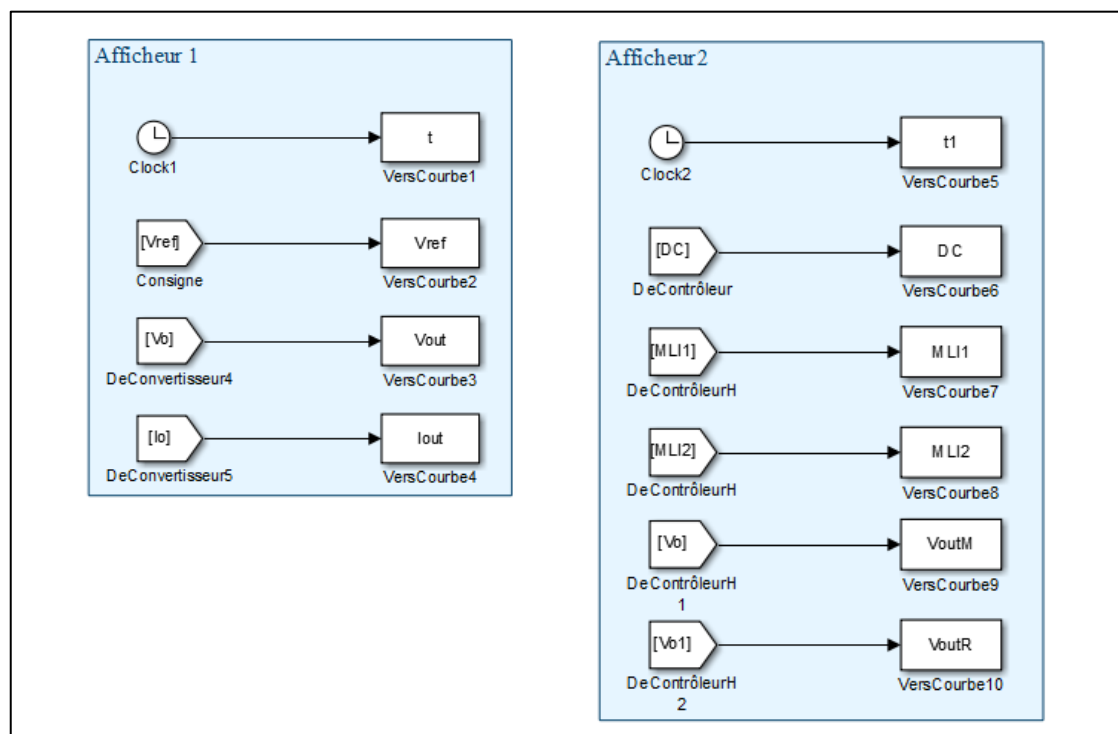 Afficheur 1
t
Clock1
VersCourbe1
[Vref]
Vref
Consigne
VersCourbe2
[Vo]
Vout
DeConvertisseur4
VersCourbe3
[Io]
Iout
DeConvertisseur5
VersCourbe4
Afficheur2
t1
Clock2
VersCourbe5
[DC]
DC
DeContrôleur
VersCourbe6
[MLI1]
MLI1
DeContrôleurH
VersCourbe7
[MLI2]
MLI2
DeContrôleurH
VersCourbe8
[Vo]
VoutM
DeContrôleurH
1
VersCourbe9
[Vo1]
VoutR
DeContrôleurH
2
VersCourbe10